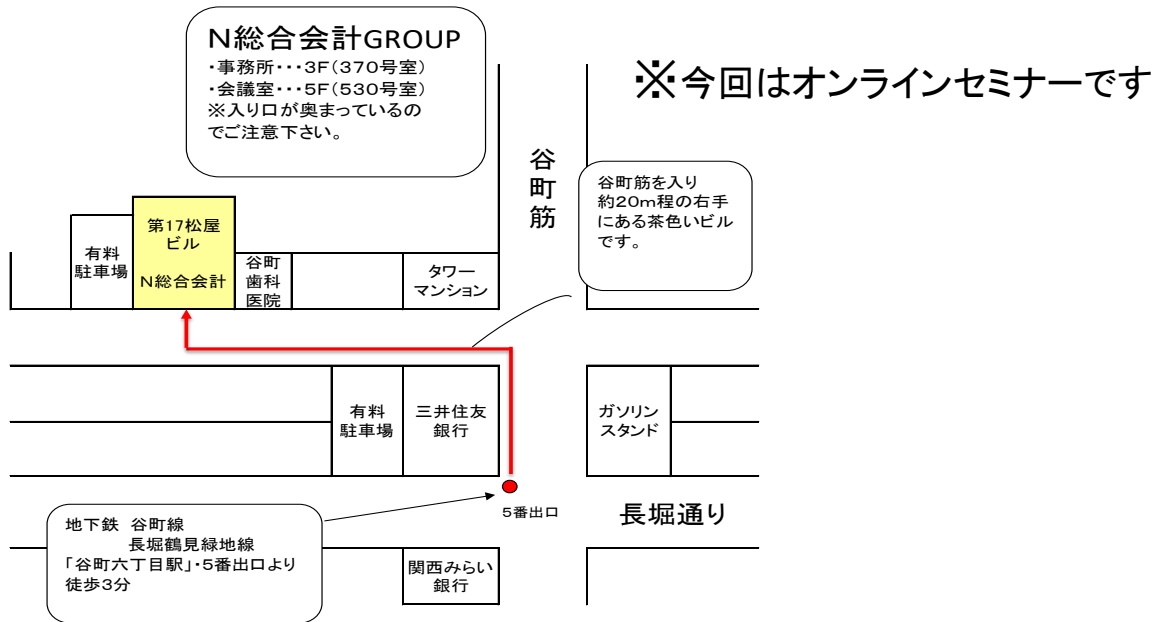 N総合会計GROUP
・事務所・・・3F(370号室)
・会議室・・・5F(530号室)
※入り口が奥まっているの
でご注意下さい。
※今回はオンラインセミナーです
谷町筋
谷町筋を入り
約20m程の右手
にある茶色いビル
です。
有料
駐車場
第17松屋
ビル
N総合会計
谷町
歯科
医院
タワー
マンション
有料
駐車場
三井住友
銀行
ガソリン
スタンド
5番出口
長堀通り
地下鉄 谷町線
長堀鶴見緑地線
「谷町六丁目駅」・5番出口より
徒歩3分
関西みらい
銀行